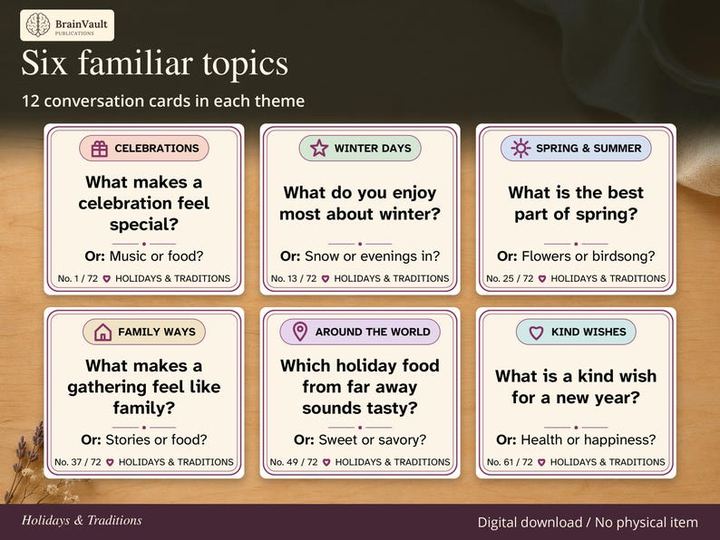 BrainVault
PUBLICATIONS
Six familiar topics
12 conversation cards in each theme
CELEBRATIONS
What makes a
celebration feel
special?
Or: Music or food?
No. 1 / 72 HOLIDAYS & TRADITIONS
WINTER DAYS
What do you enjoy
most about winter?
Or: Snow or evenings in?
No. 13 / 72 HOLIDAYS & TRADITIONS
SPRING & SUMMER
What is the best
part of spring?
Or: Flowers or birdsong?
No. 25 / 72 HOLIDAYS & TRADITIONS
FAMILY WAYS
What makes a
gathering feel like
family?
Or: Stories or food?
No. 37 / 72 HOLIDAYS & TRADITIONS
AROUND THE WORLD
Which holiday food
from far away
sounds tasty?
Or: Sweet or savory?
No. 49 / 72 HOLIDAYS & TRADITIONS
KIND WISHES
What is a kind wish
for a new year?
Or: Health or happiness?
No. 61 / 72 HOLIDAYS & TRADITIONS
Holidays & Traditions
Digital download / No physical item